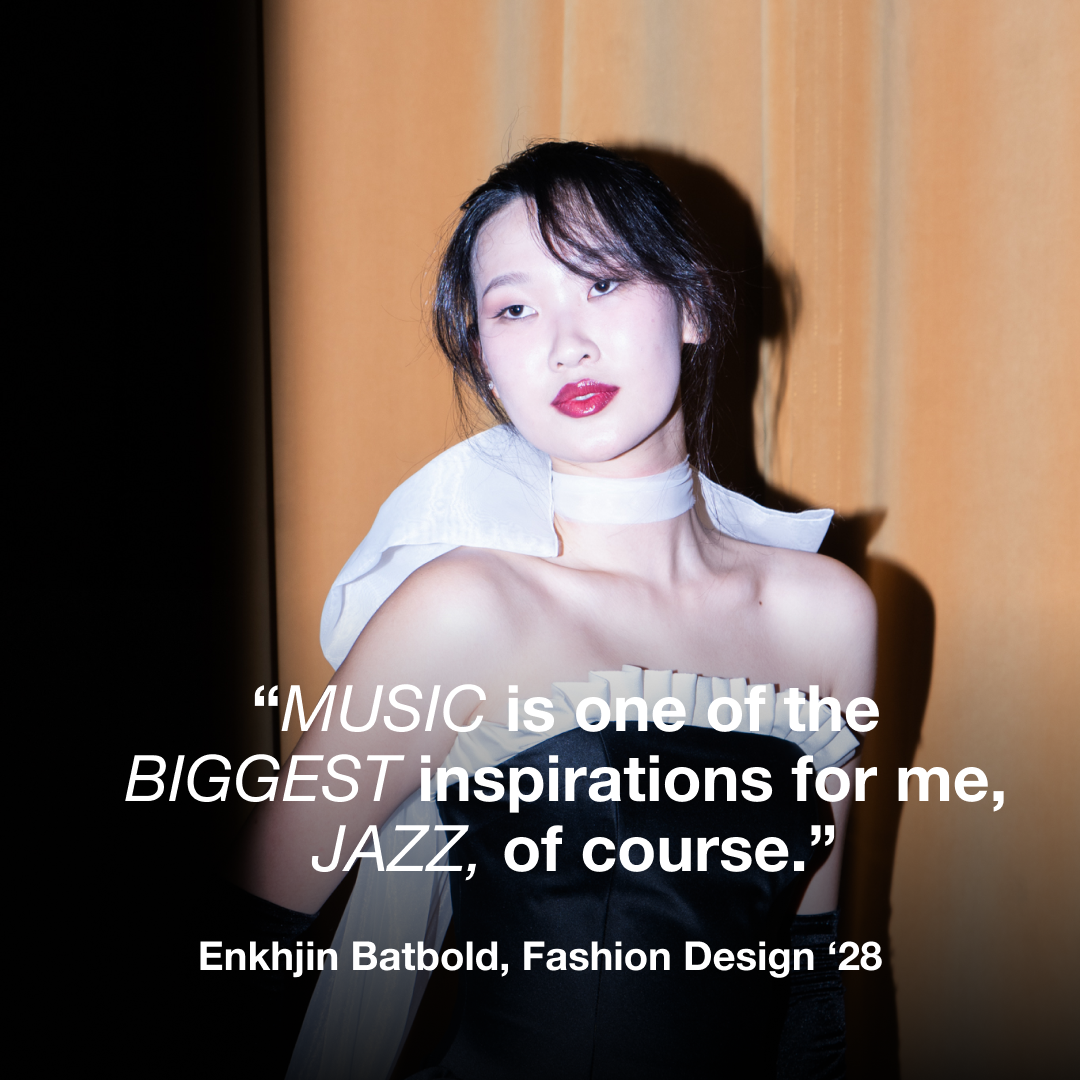 “MUSIC is one of the
BIGGEST inspirations for me,
JAZZ, of course.”
Enkhjin Batbold, Fashion Design ‘28